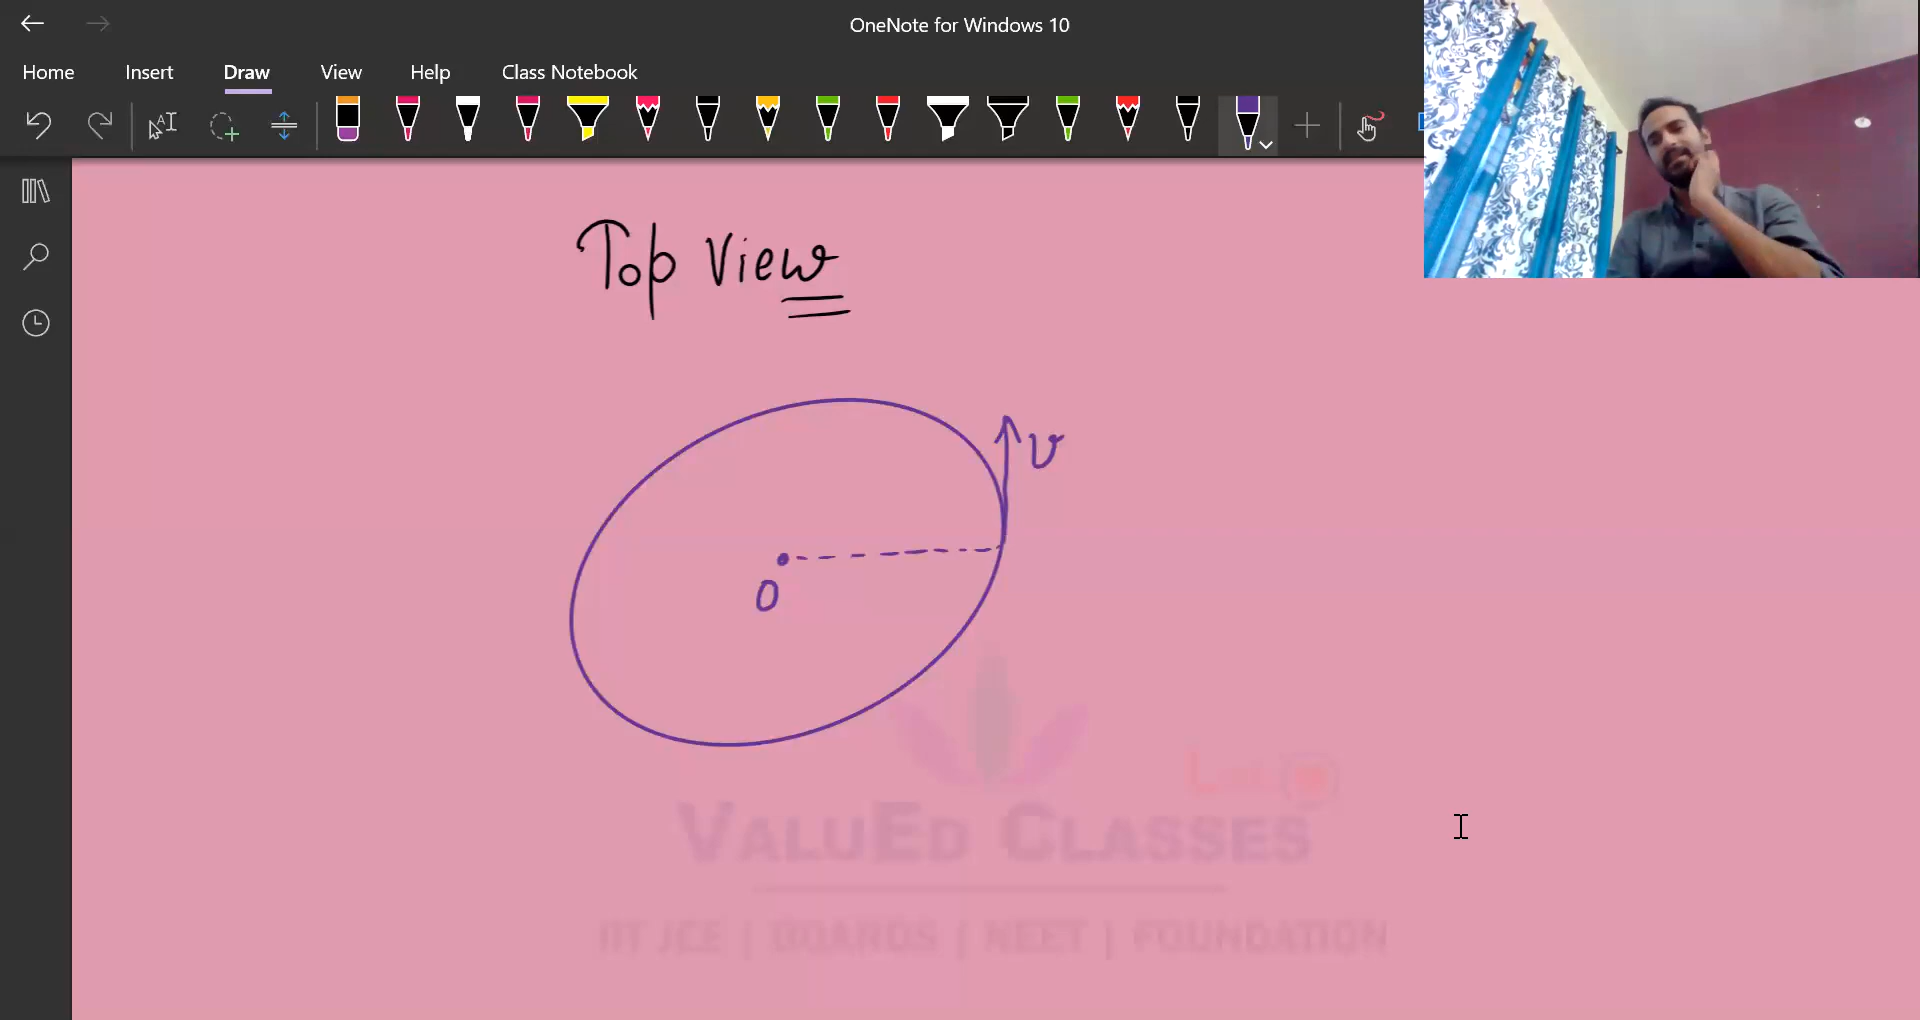 OneNote for Windows 10
Home Insert Draw View Help Class Notebook
Top View
v
O
VALUED CLASSES
IIT JEE | BOARDS | NEET | FOUNDATION